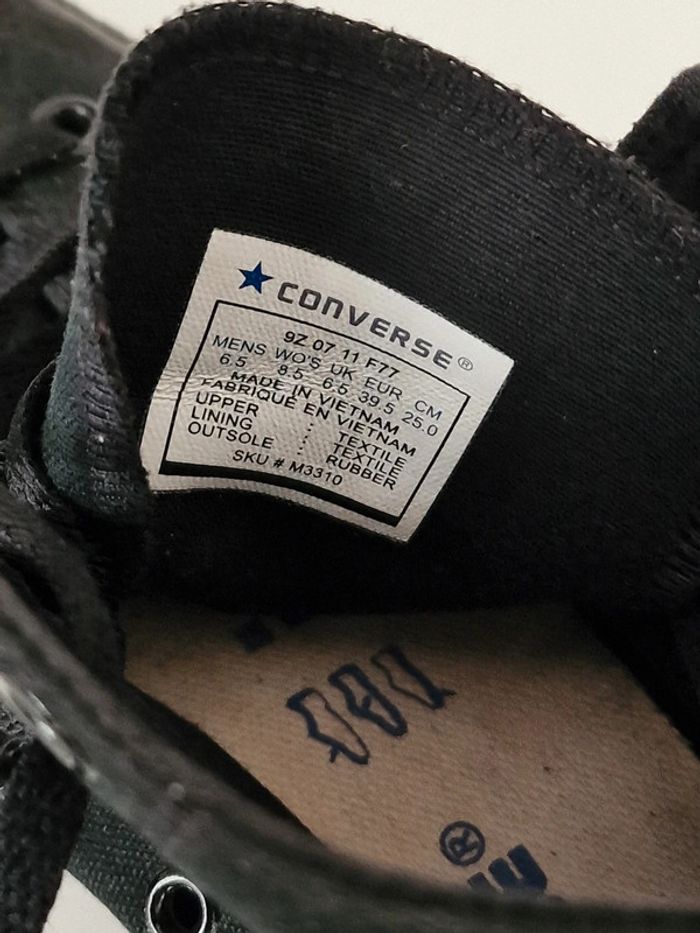 CONVERSE®
9Z 07 11 F77
MENS WO'S UK EUR CM
6.5 8.5 6.5 39.5 25.0
MADE IN VIETNAM
FABRIQUE EN VIETNAM
UPPER : TEXTILE
LINING : TEXTILE
OUTSOLE : RUBBER
SKU # M3310
®